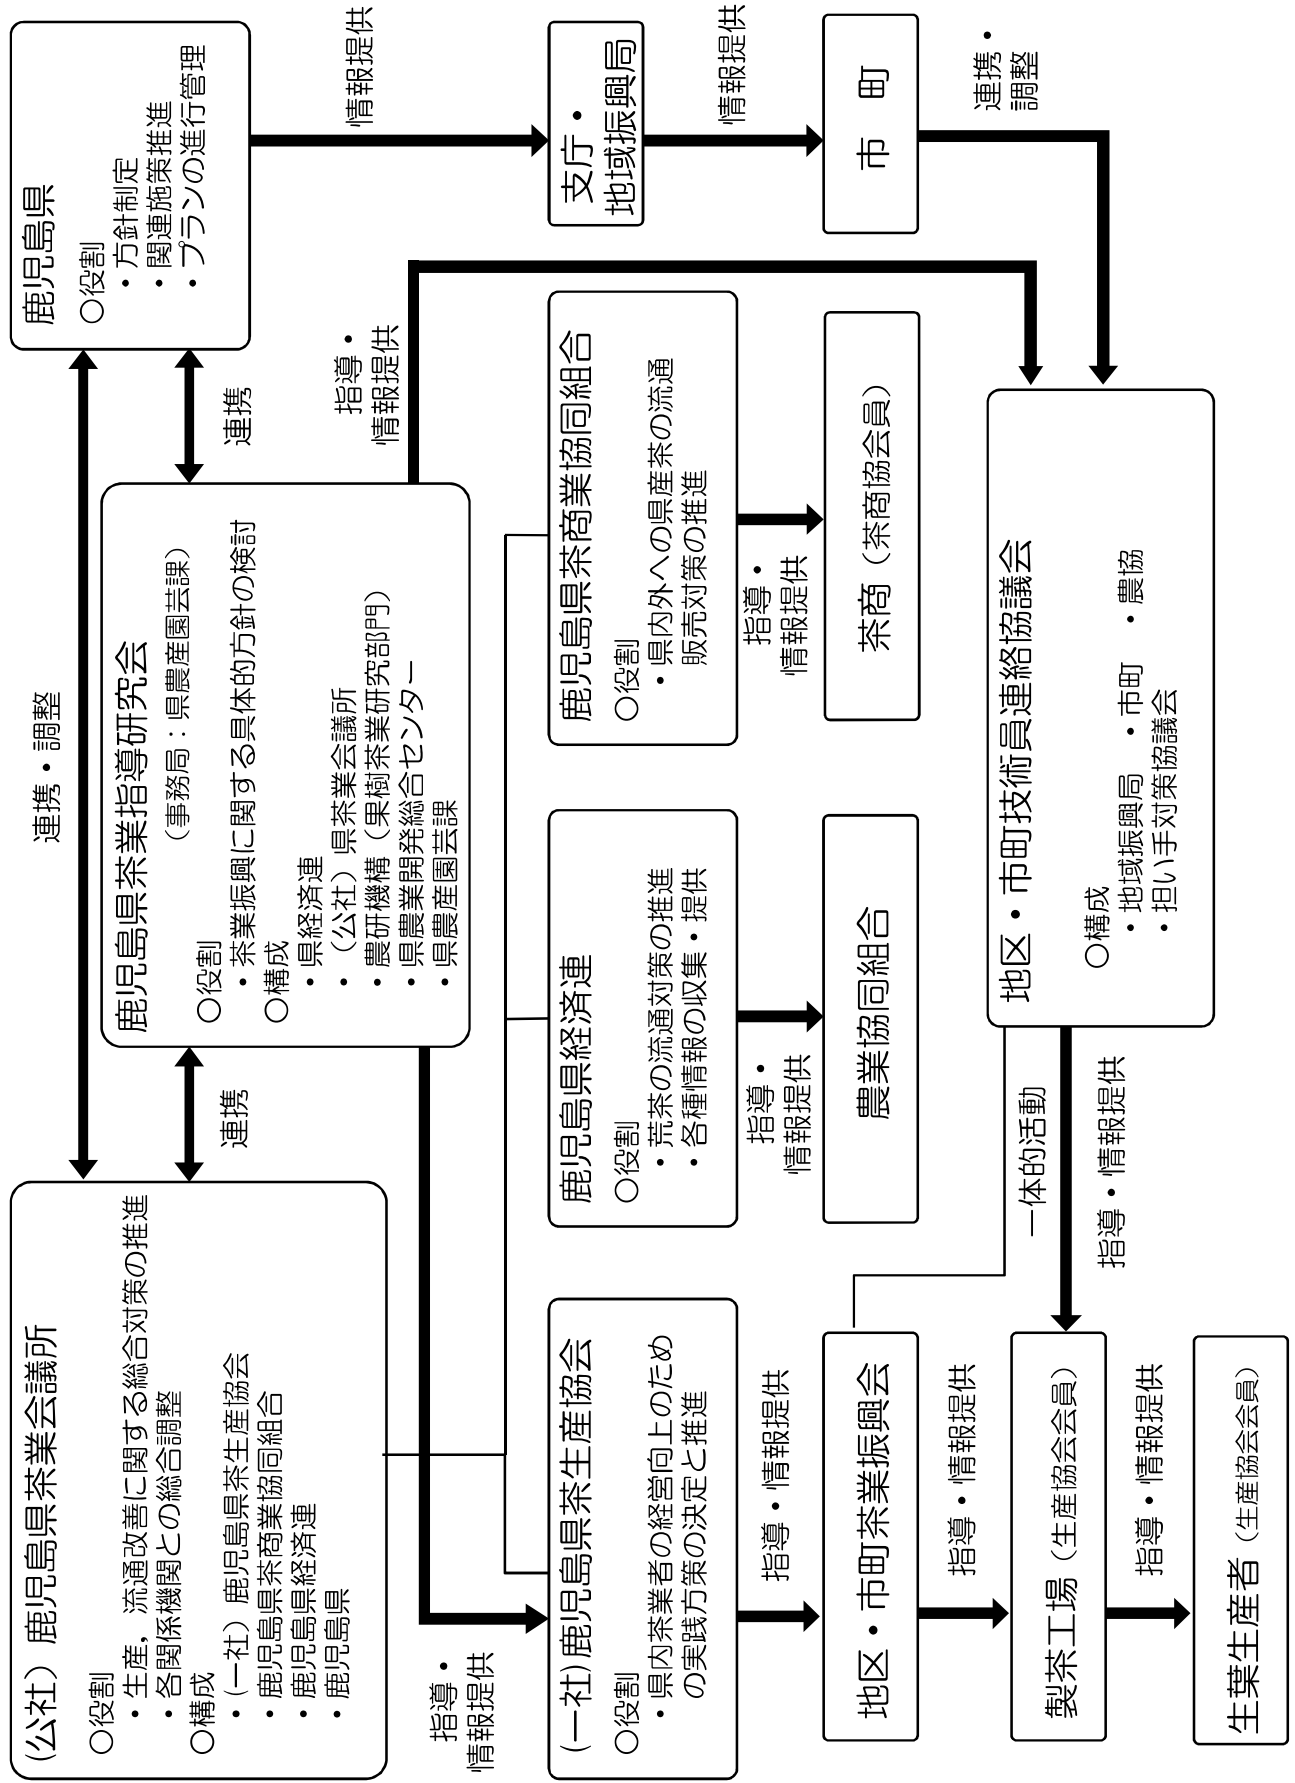 (公社）鹿児島県茶業会議所
○役割
・生産，流通改善に関する総合対策の推進
・各関係機関との総合調整
○構成
・(一社）鹿児島県茶生産協会
・鹿児島県茶商業協同組合
・鹿児島県経済連
・鹿児島県
連携・調整
連携
鹿児島県茶業指導研究会
（事務局：県農産園芸課）
○役割
・茶業振興に関する具体的方針の検討
○構成
・県経済連
・（公社）県茶業会議所
・農研機構（果樹茶業研究部門）
・県農業開発総合センター
・県農産園芸課
連携
鹿児島県
○役割
・方針制定
・関連施策推進
・プランの進行管理
指導・
情報提供
指導・
情報提供
情報提供
(一社)鹿児島県茶生産協会
○役割
・県内茶業者の経営向上のため
の実践方策の決定と推進
鹿児島県経済連
○役割
・荒茶の流通対策の推進
・各種情報の収集・提供
鹿児島県茶商業協同組合
○役割
・県内外への県産茶の流通
販売対策の推進
支庁・
地域振興局
指導・情報提供
指導・
情報提供
指導・
情報提供
情報提供
地区・市町茶業振興会
農業協同組合
茶商（茶商協会員）
市　町
指導・情報提供
一体的活動
連携・
調整
製茶工場（生産協会会員）
指導・情報提供
地区・市町技術員連絡協議会
○構成
・地域振興局　・市町　・農協
・担い手対策協議会
指導・情報提供
生葉生産者（生産協会会員）